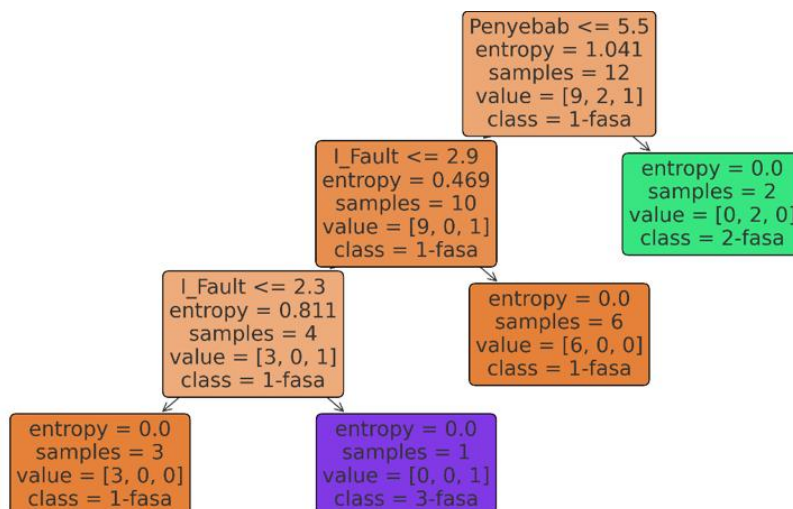 Penyebab <= 5.5
entropy = 1.041
samples = 12
value = [9, 2, 1]
class = 1-fasa
I_Fault <= 2.9
entropy = 0.469
samples = 10
value = [9, 0, 1]
class = 1-fasa
entropy = 0.0
samples = 2
value = [0, 2, 0]
class = 2-fasa
I_Fault <= 2.3
entropy = 0.811
samples = 4
value = [3, 0, 1]
class = 1-fasa
entropy = 0.0
samples = 6
value = [6, 0, 0]
class = 1-fasa
entropy = 0.0
samples = 3
value = [3, 0, 0]
class = 1-fasa
entropy = 0.0
samples = 1
value = [0, 0, 1]
class = 3-fasa